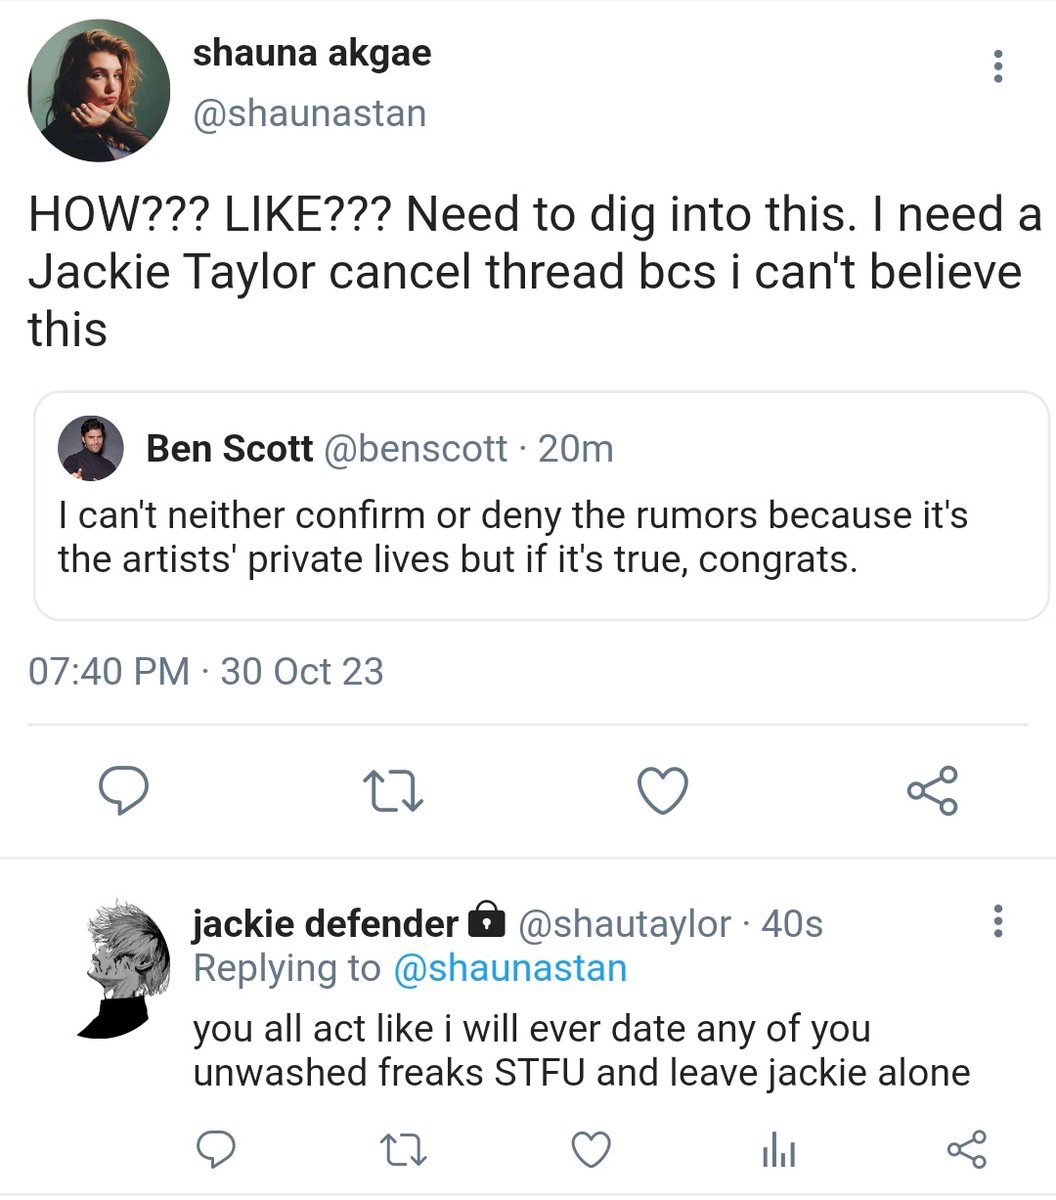 shauna akgae
@shaunastan
HOW??? LIKE??? Need to dig into this. I need a
Jackie Taylor cancel thread bcs i can't believe
this
Ben Scott @benscott · 20m
I can't neither confirm or deny the rumors because it's
the artists' private lives but if it's true, congrats.
07:40 PM · 30 Oct 23
jackie defender @shautaylor · 40s
Replying to @shaunastan
you all act like i will ever date any of you
unwashed freaks STFU and leave jackie alone